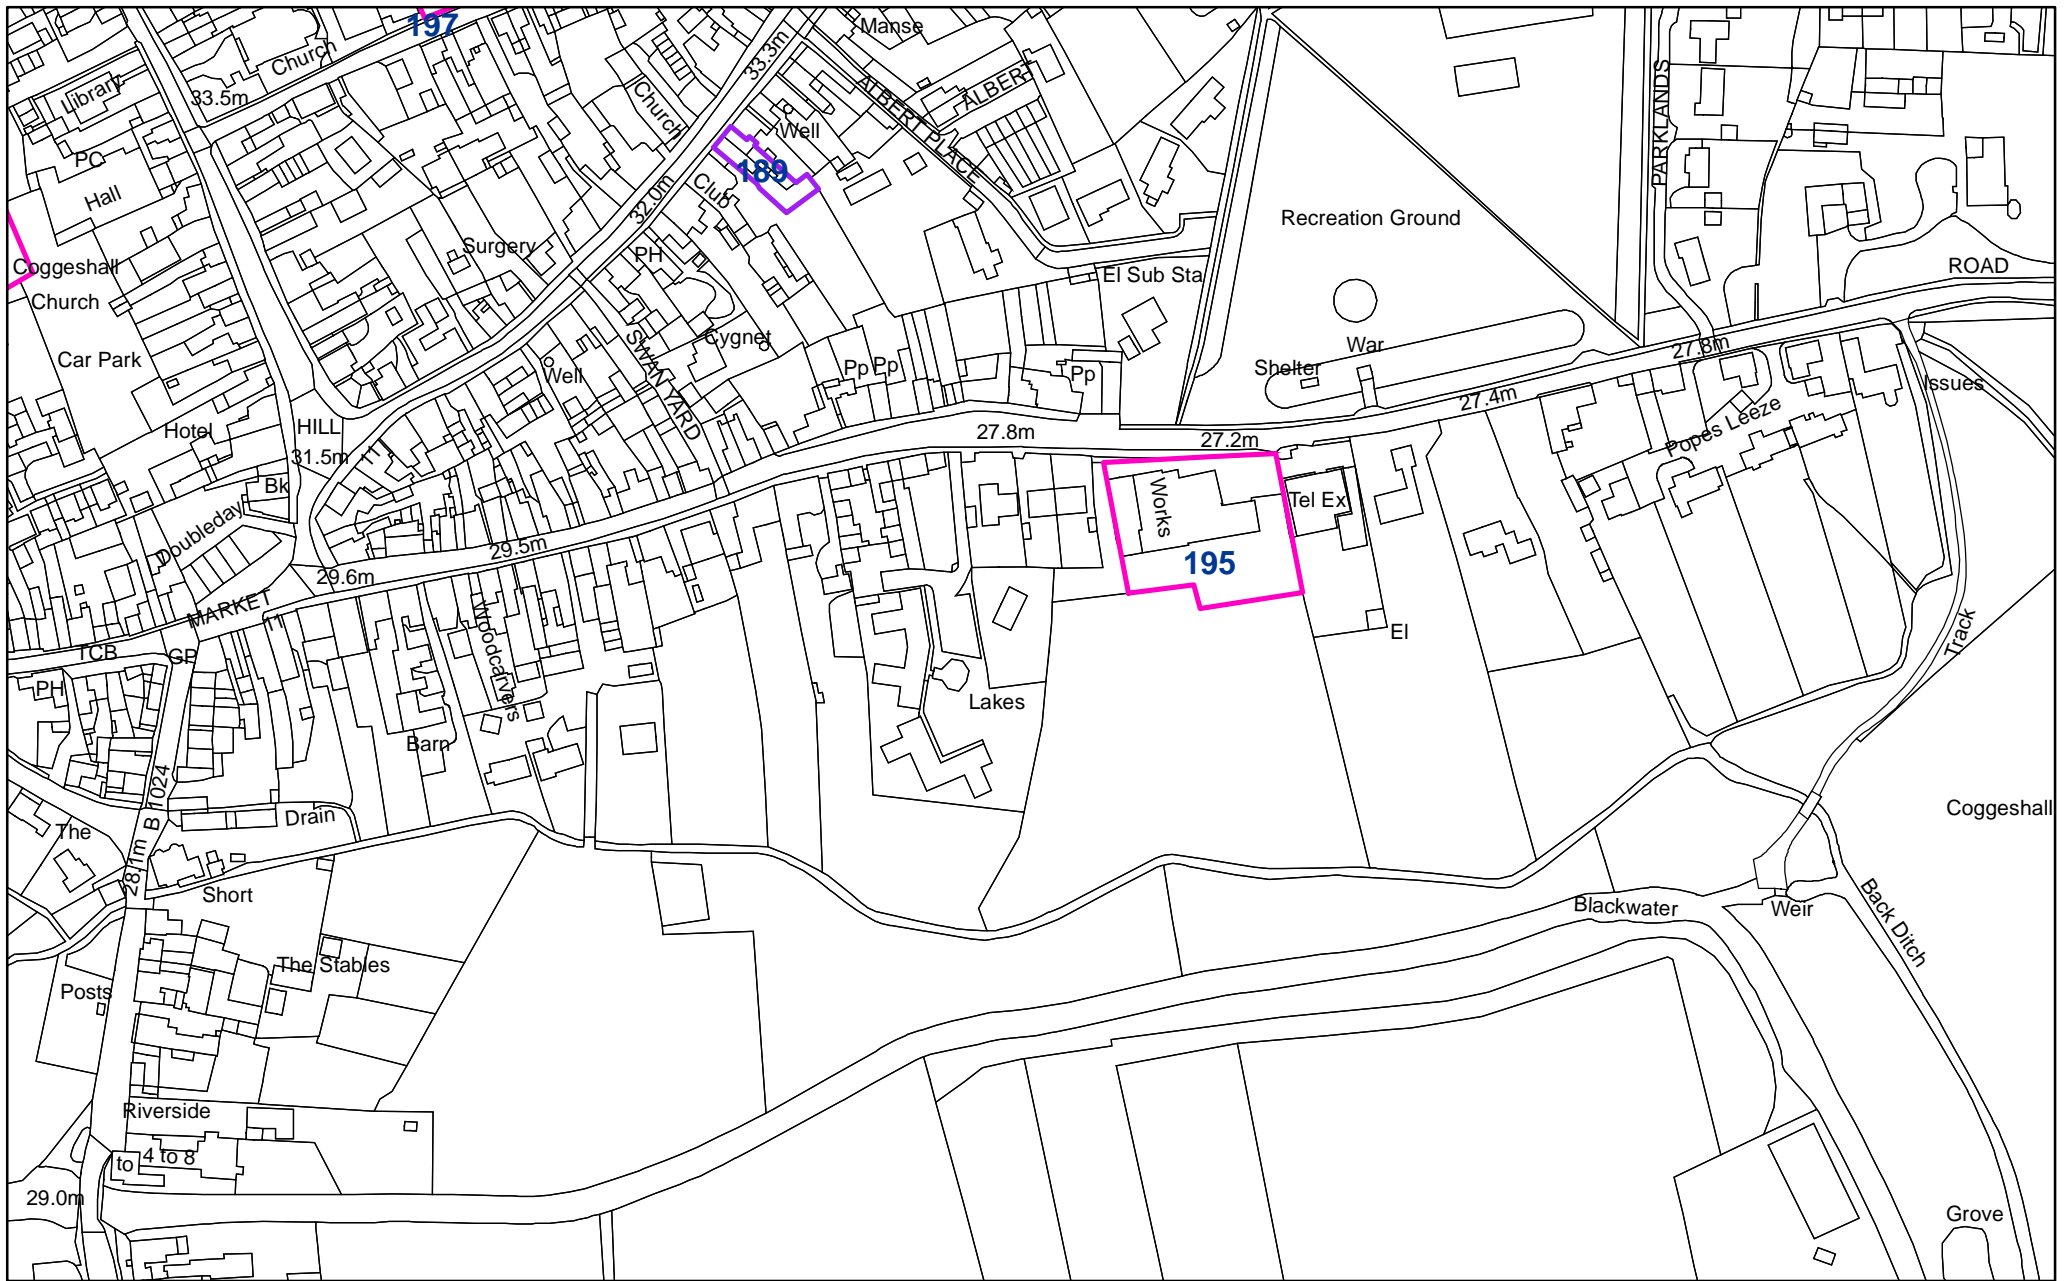 197
Manse
Church
33.3m
Library
33.5m
ALBERT PLACE
ALBERT
PARKLANDS
Church
Well
PC
189
Hall
Club
32.0m
Recreation Ground
Surgery
PH
El Sub Sta
ROAD
Coggeshall
Church
Car Park
SWAN YARD
Cygnet
War
27.8m
Well
Pp
Pp
Pp
Shelter
Issues
27.4m
Hotel
HILL
27.8m
27.2m
Popes Leeze
31.5m
11
Bk
Works
Tel Ex
Doubleday
29.5m
195
29.6m
MARKET
11
Woodcarvers
Track
TCB
GP
El
PH
Lakes
Barn
B 1024
Drain
Coggeshall
The
28.1m
Short
Blackwater
Weir
Back Ditch
The Stables
Posts
Riverside
to
4 to 8
29.0m
Grove